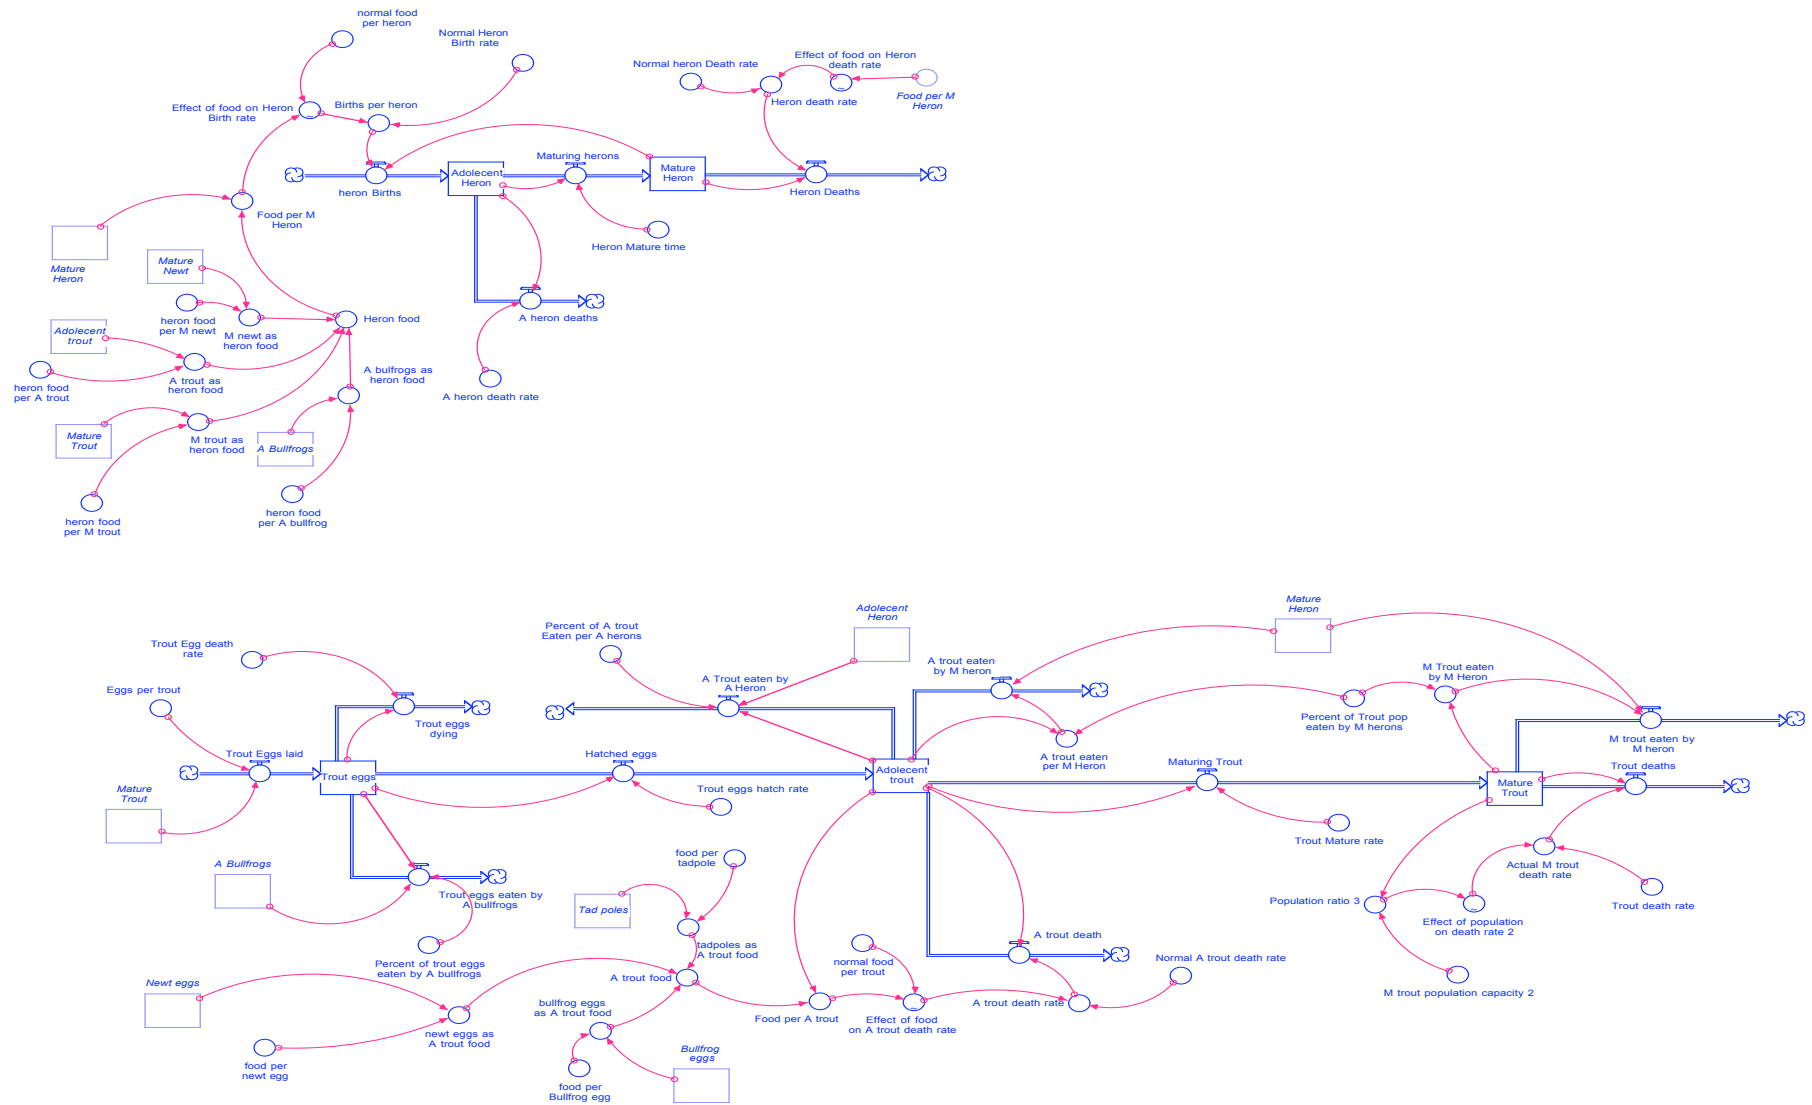 normal food
per heron
Normal Heron
Birth rate
Effect of food on Heron
Birth rate
Births per heron
Normal heron Death rate
Effect of food on Heron
death rate
Heron death rate
Food per M
Heron
heron Births
Adolecent
Heron
Maturing herons
Mature
Heron
Heron Deaths
Food per M
Heron
Heron Mature time
Mature
Heron
Mature
Newt
heron food
per M newt
M newt as
heron food
Heron food
A heron deaths
Adolecent
trout
heron food
per A trout
A trout as
heron food
A bulfrogs as
heron food
A heron death rate
Mature
Trout
M trout as
heron food
A Bullfrogs
heron food
per M trout
heron food
per A bullfrog
Trout Egg death
rate
Percent of A trout
Eaten per A herons
Adolecent
Heron
Mature
Heron
Eggs per trout
A Trout eaten by
A Heron
A trout eaten
by M heron
M Trout eaten
by M Heron
Trout eggs
dying
Percent of Trout pop
eaten by M herons
M trout eaten by
M heron
Trout Eggs laid
Trout eggs
Hatched eggs
Adolecent
trout
A trout eaten
per M Heron
Maturing Trout
Mature
Trout
Trout deaths
Mature
Trout
Trout eggs hatch rate
Trout Mature rate
A Bullfrogs
Trout eggs eaten by
A bullfrogs
food per
tadpole
Actual M trout
death rate
Tad poles
Population ratio 3
Effect of population
on death rate 2
Trout death rate
Percent of trout eggs
eaten by A bullfrogs
tadpoles as
A trout food
A trout death
Newt eggs
A trout food
normal food
per trout
Normal A trout death rate
M trout population capacity 2
bullfrog eggs
as A trout food
newt eggs as
A trout food
Food per A trout
Effect of food
on A trout death rate
A trout death rate
food per
newt egg
food per
Bullfrog egg
Bullfrog
eggs